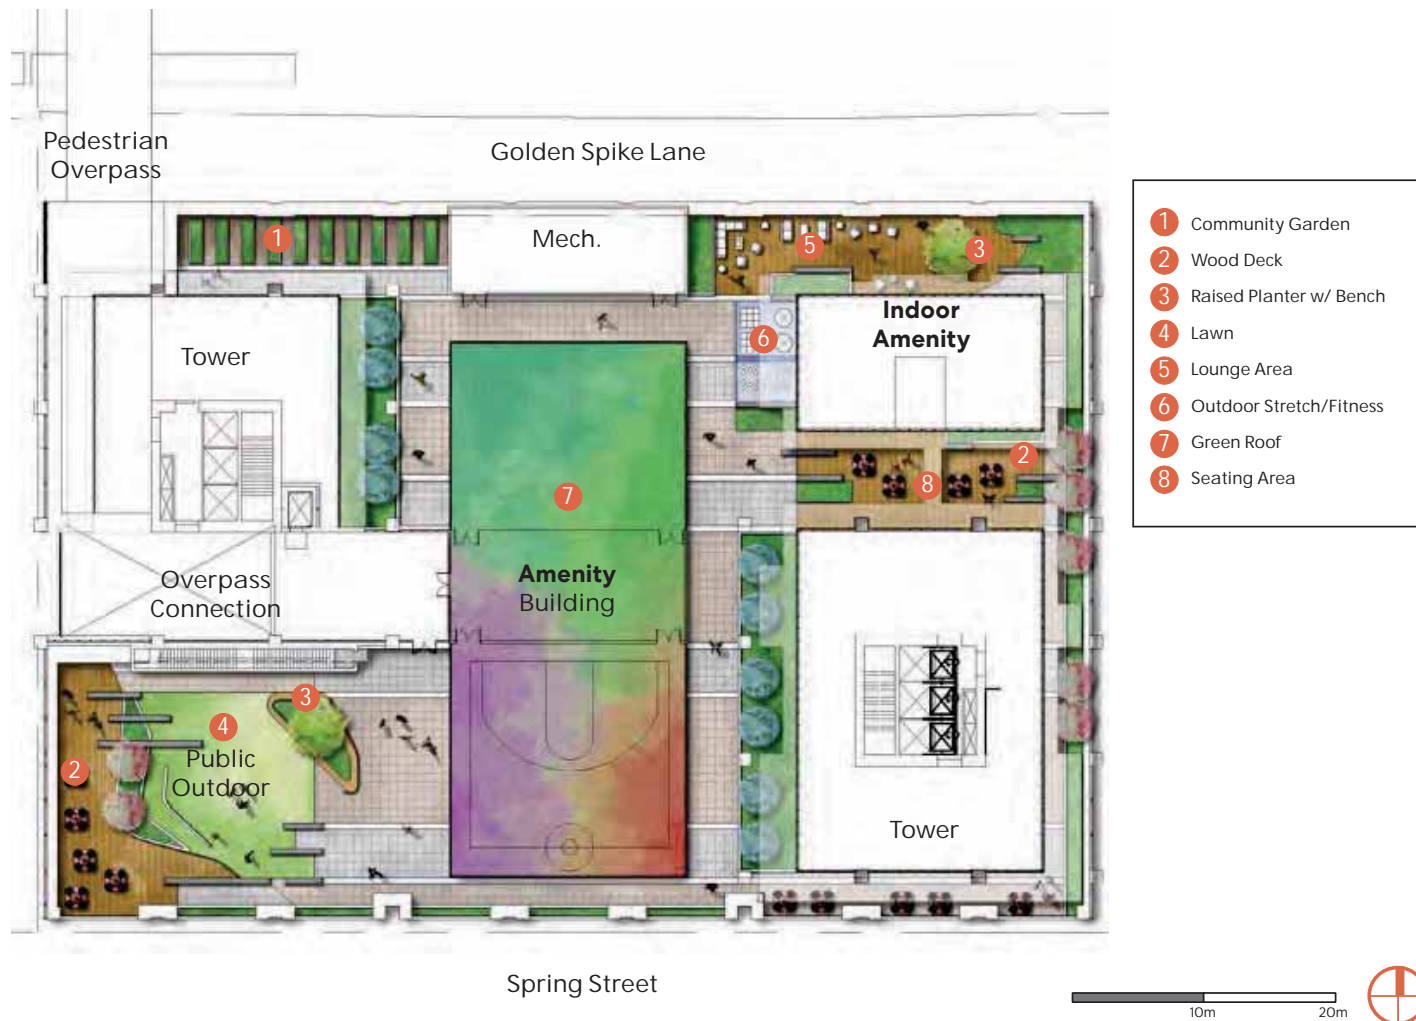 Pedestrian
Overpass
Golden Spike Lane
1
Mech.
5
3
Indoor
Amenity
6
Tower
2
8
7
Overpass
Connection
Amenity
Building
3
4
Public
Outdoor
2
Tower
Spring Street
1 Community Garden
2 Wood Deck
3 Raised Planter w/ Bench
4 Lawn
5 Lounge Area
6 Outdoor Stretch/Fitness
7 Green Roof
8 Seating Area
10m
20m